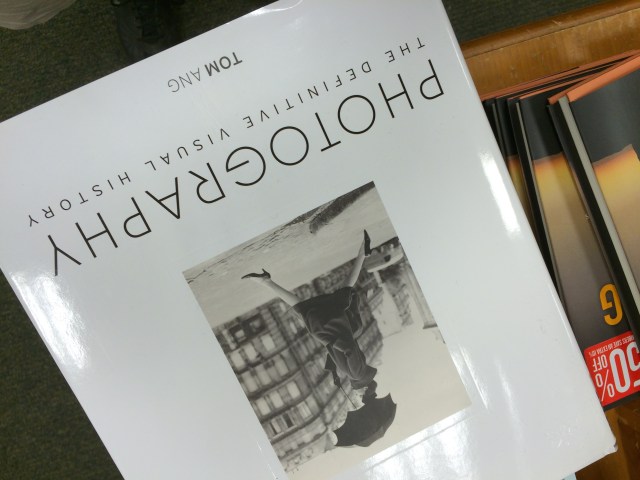 PHOTOGRAPHY
THE DEFINITIVE VISUAL HISTORY
TOM ANG
50%
OFF
G